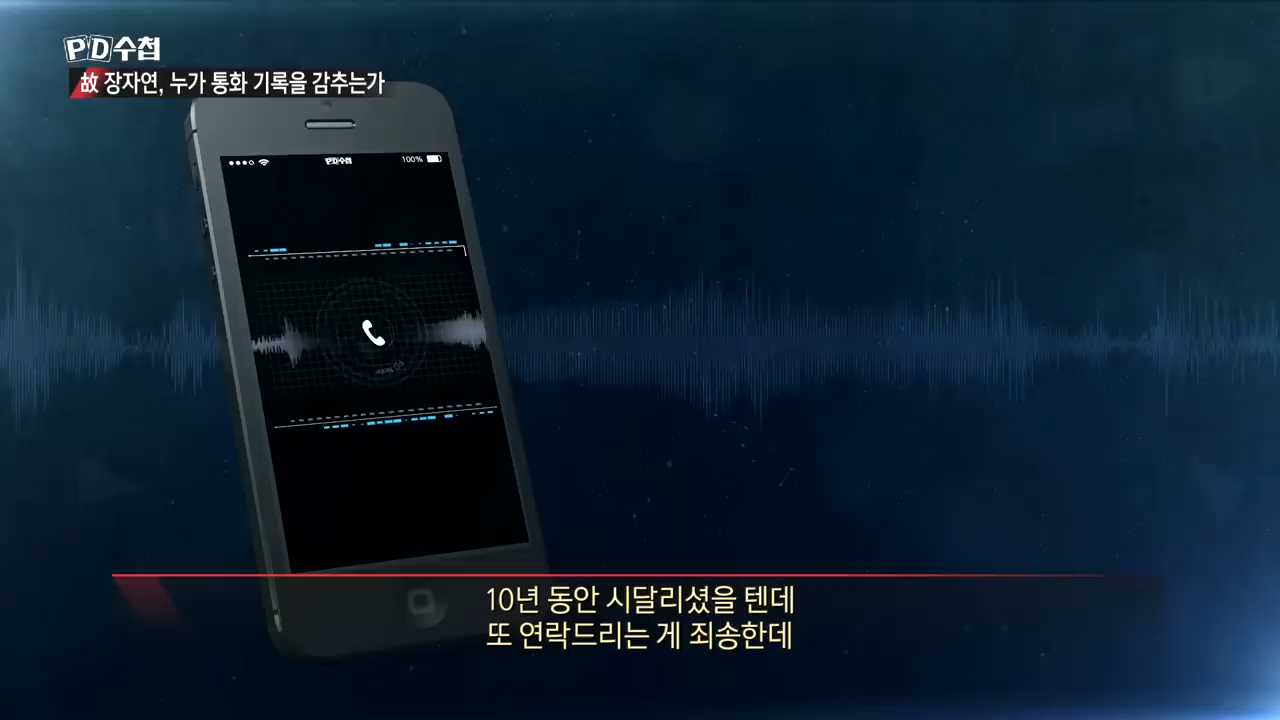 PD수첩
故 장자연, 누가 통화 기록을 감추는가
PD수첩
100%
10년 동안 시달리셨을 텐데
또 연락드리는 게 죄송한데